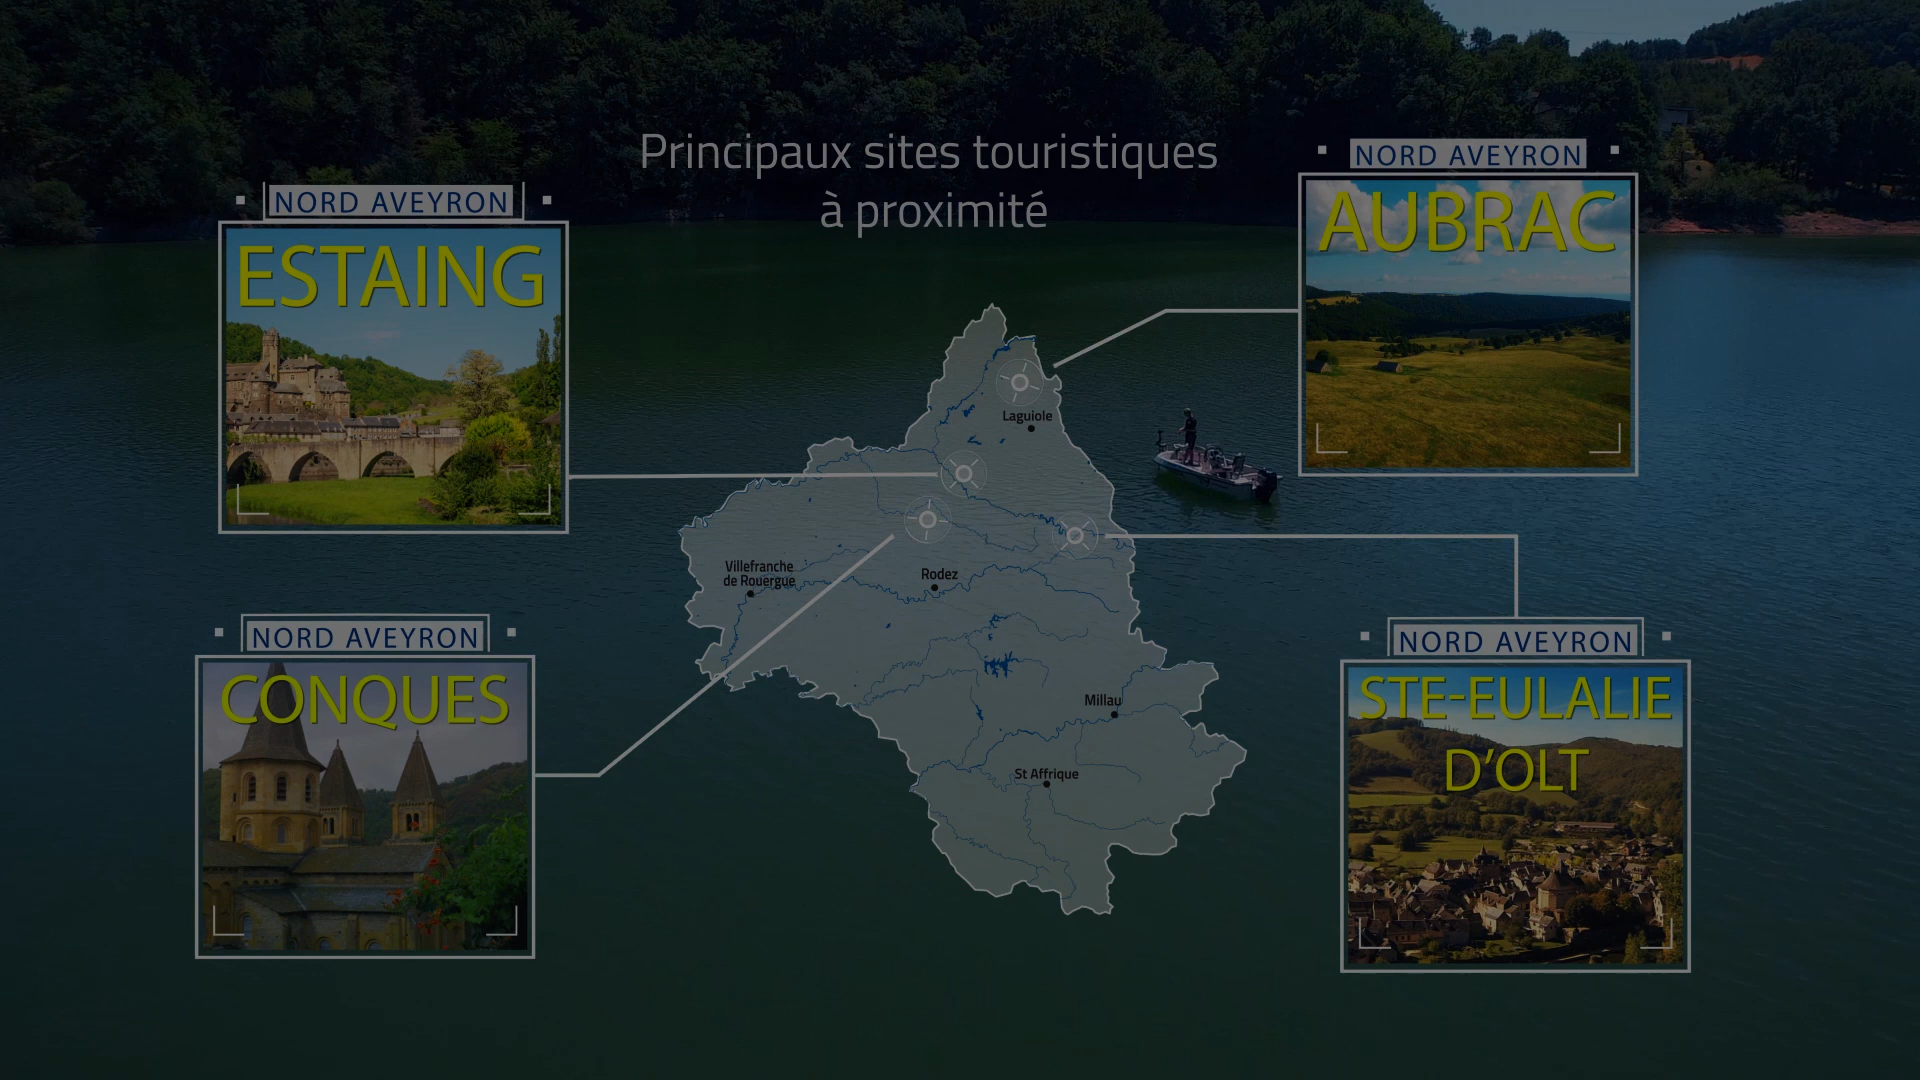 Principaux sites touristiques
à proximité
NORD AVEYRON
ESTAING
NORD AVEYRON
AUBRAC
Laguiole
Villefranche
de Rouergue
Rodez
Millau
St Affrique
NORD AVEYRON
CONQUES
NORD AVEYRON
STE-EULALIE
D'OLT